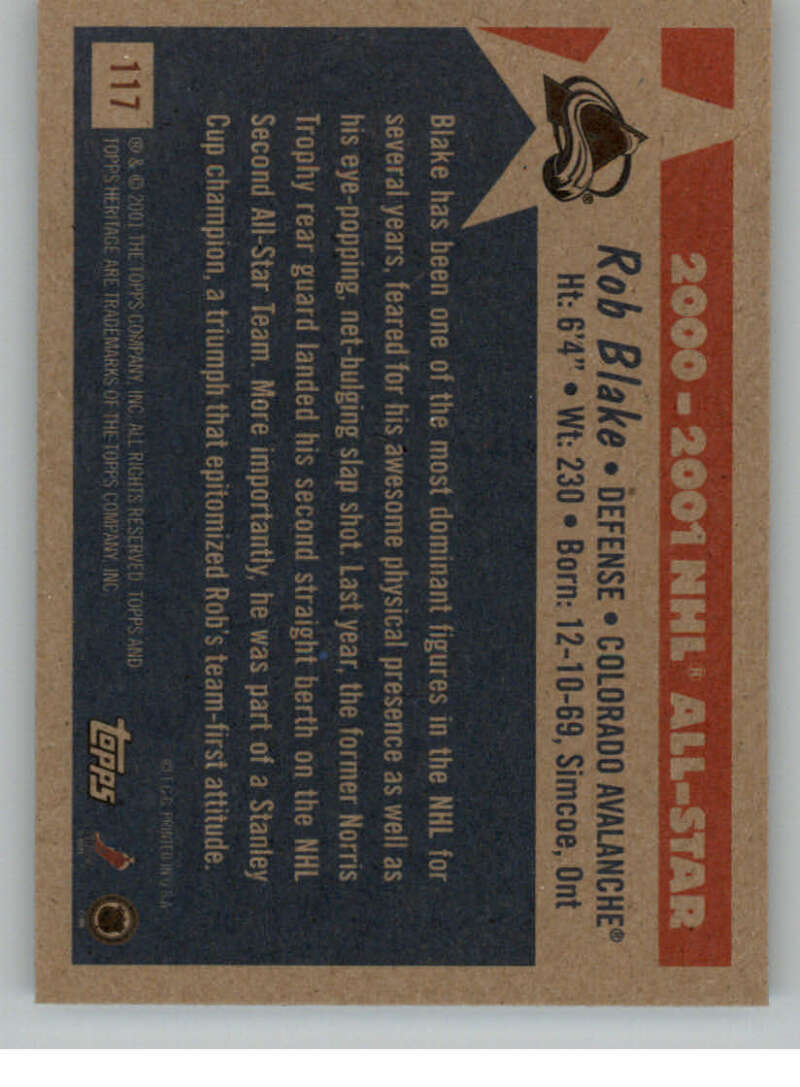 2000 - 2001 NHL® ALL-STAR
Rob Blake • DEFENSE • COLORADO AVALANCHE®
Ht: 6'4" • Wt: 230 • Born: 12-10-69, Simcoe, Ont
®
Blake has been one of the most dominant figures in the NHL for
several years, feared for his awesome physical presence as well as
his eye-popping, net-bulging slap shot. Last year, the former Norris
Trophy rear guard landed his second straight berth on the NHL
Second All-Star Team. More importantly, he was part of a Stanley
Cup champion, a triumph that epitomized Rob's team-first attitude.
117
® & © 2001 THE TOPPS COMPANY, INC. ALL RIGHTS RESERVED. TOPPS AND
TOPPS HERITAGE ARE TRADEMARKS OF THE TOPPS COMPANY, INC.
PRINTED IN
topps